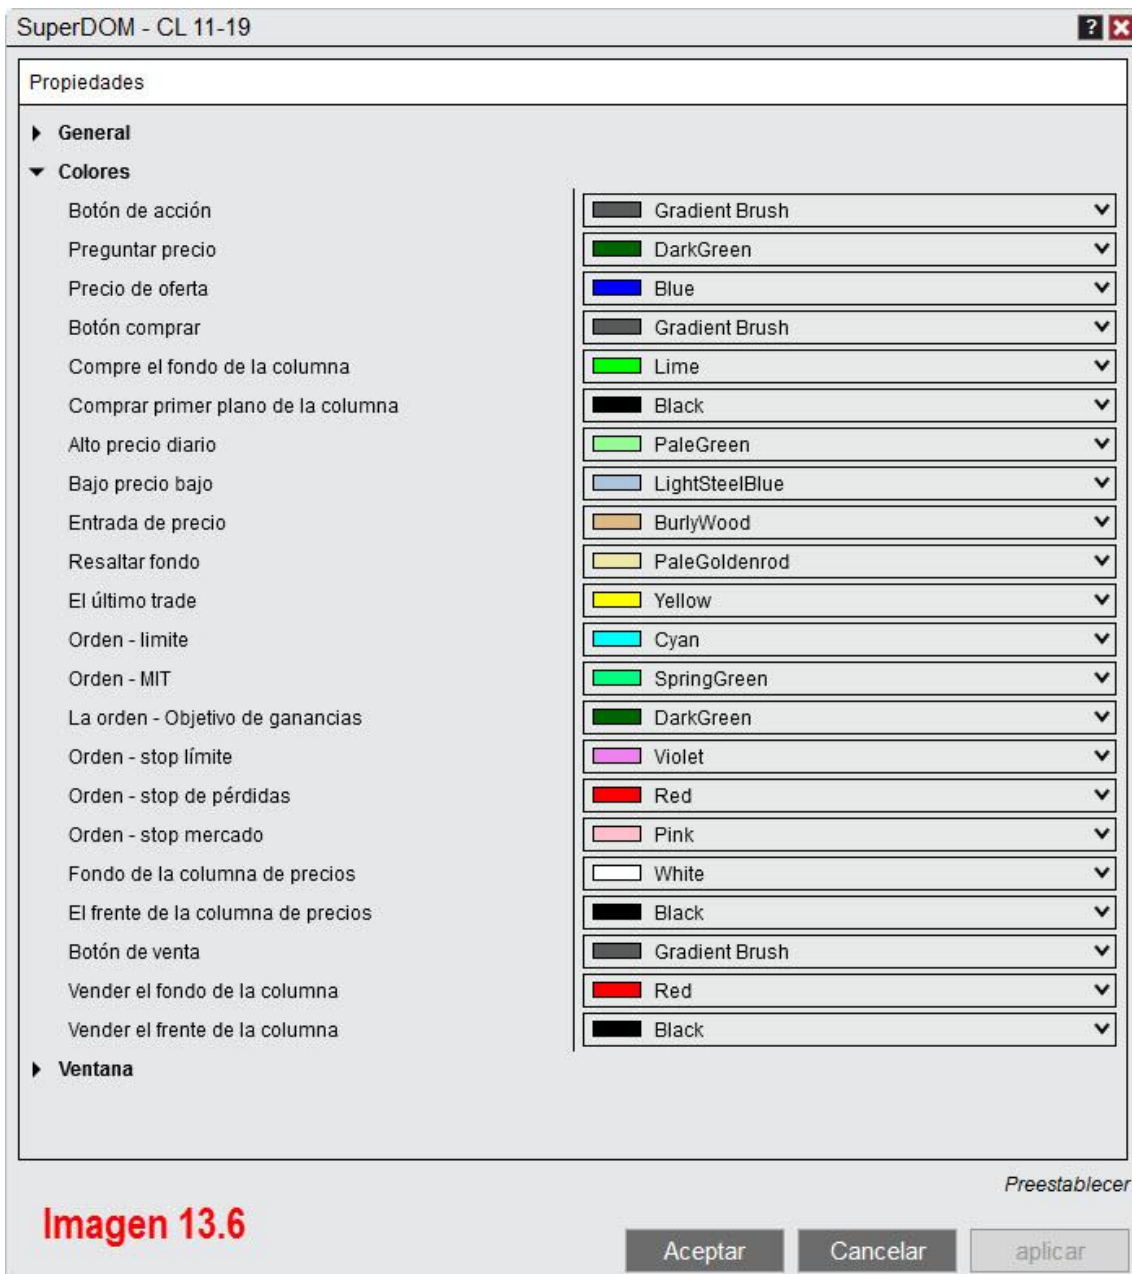 SuperDOM - CL 11-19
?
Propiedades
General
Colores
Botón de acción Gradient Brush
Preguntar precio DarkGreen
Precio de oferta Blue
Botón comprar Gradient Brush
Compre el fondo de la columna Lime
Comprar primer plano de la columna Black
Alto precio diario PaleGreen
Bajo precio bajo LightSteelBlue
Entrada de precio BurlyWood
Resaltar fondo PaleGoldenrod
El último trade Yellow
Orden - limite Cyan
Orden - MIT SpringGreen
La orden - Objetivo de ganancias DarkGreen
Orden - stop límite Violet
Orden - stop de pérdidas Red
Orden - stop mercado Pink
Fondo de la columna de precios White
El frente de la columna de precios Black
Botón de venta Gradient Brush
Vender el fondo de la columna Red
Vender el frente de la columna Black
Ventana
Preestablecer
Imagen 13.6
Aceptar Cancelar aplicar